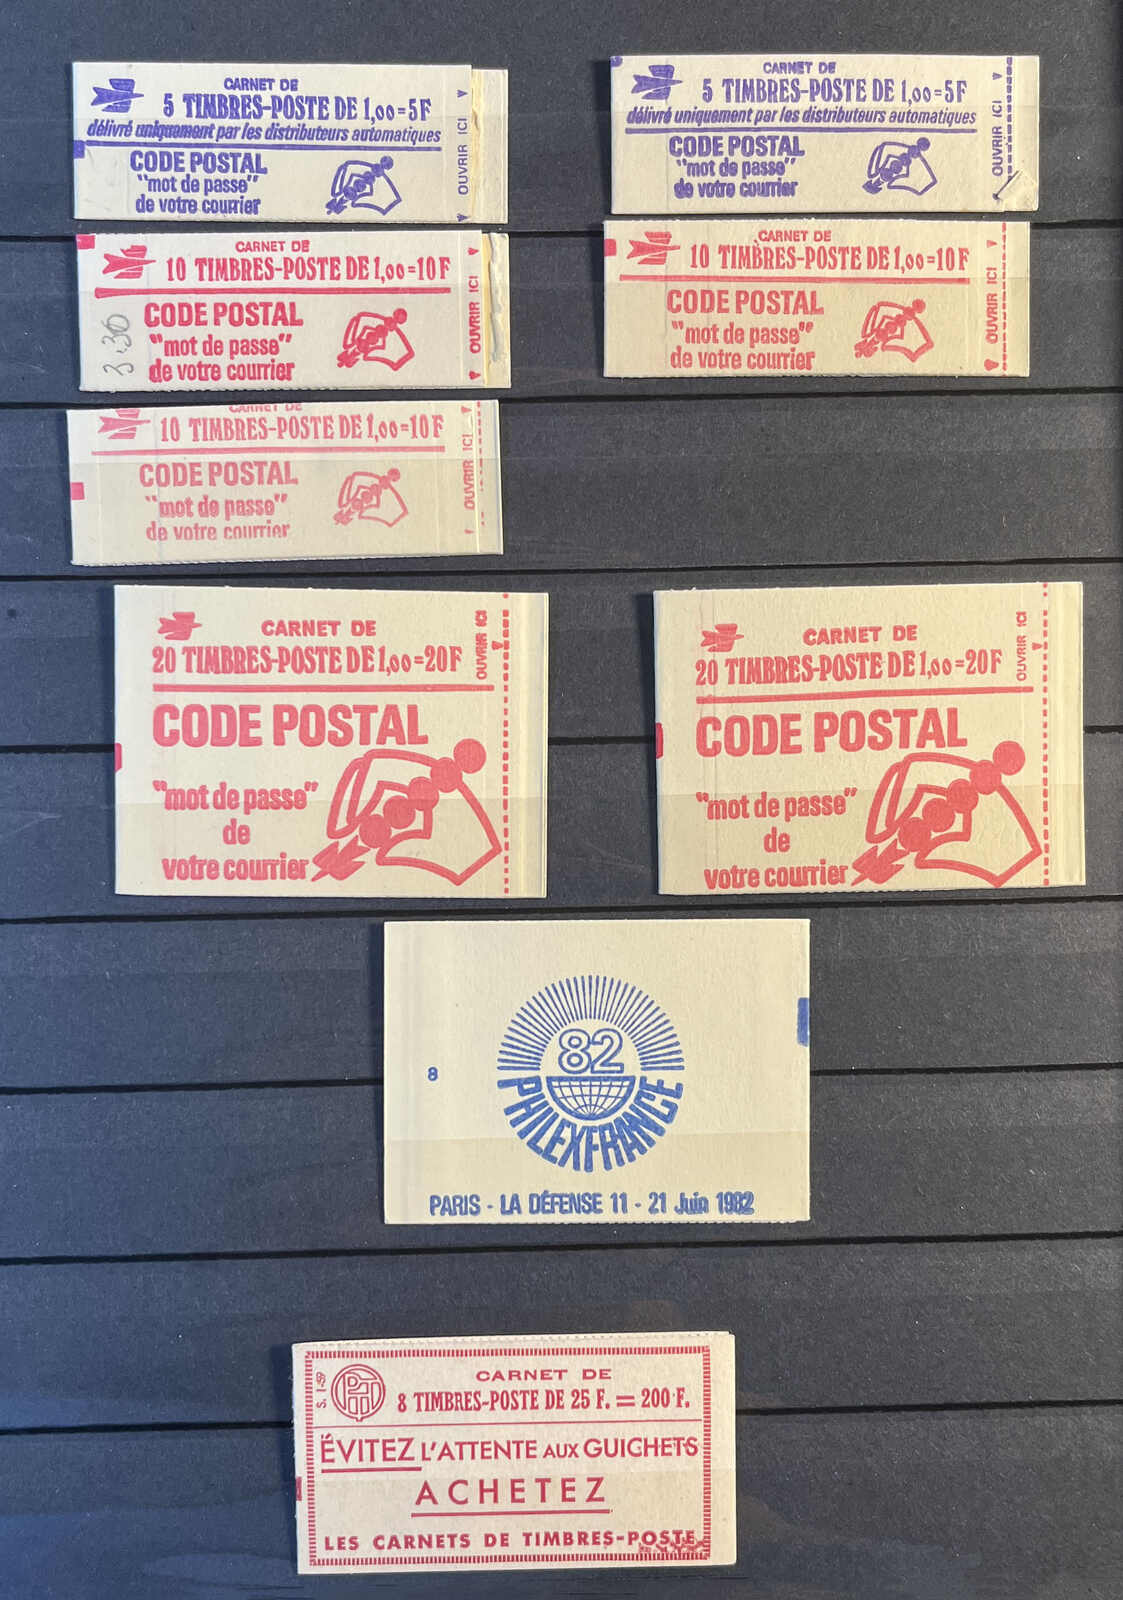 CARNET DE
5 TIMBRES-POSTE DE 1,00=5F
délivré uniquement par les distributeurs automatiques
CODE POSTAL
"mot de passe"
de votre courrier
OUVRIR ICI
CARNET DE
5 TIMBRES-POSTE DE 1,00=5F
délivré uniquement par les distributeurs automatiques
CODE POSTAL
"mot de passe"
de votre courrier
OUVRIR ICI
CARNET DE
10 TIMBRES-POSTE DE 1,00=10F
CODE POSTAL
"mot de passe"
de votre courrier
OUVRIR ICI
3.30
CARNET DE
10 TIMBRES-POSTE DE 1,00=10F
CODE POSTAL
"mot de passe"
de votre courrier
OUVRIR ICI
CARNET DE
10 TIMBRES-POSTE DE 1,00=10F
CODE POSTAL
"mot de passe"
de votre courrier
OUVRIR ICI
CARNET DE
20 TIMBRES-POSTE DE 1,00=20F
CODE POSTAL
"mot de passe"
de
votre courrier
OUVRIR ICI
CARNET DE
20 TIMBRES-POSTE DE 1,00=20F
CODE POSTAL
"mot de passe"
de
votre courrier
OUVRIR ICI
82
PHILEXFRANCE
8
PARIS - LA DÉFENSE 11 - 21 Juin 1982
S. 1-59
PTT
CARNET DE
8 TIMBRES-POSTE DE 25 F. = 200 F.
ÉVITEZ L'ATTENTE AUX GUICHETS
ACHETEZ
LES CARNETS DE TIMBRES-POSTE